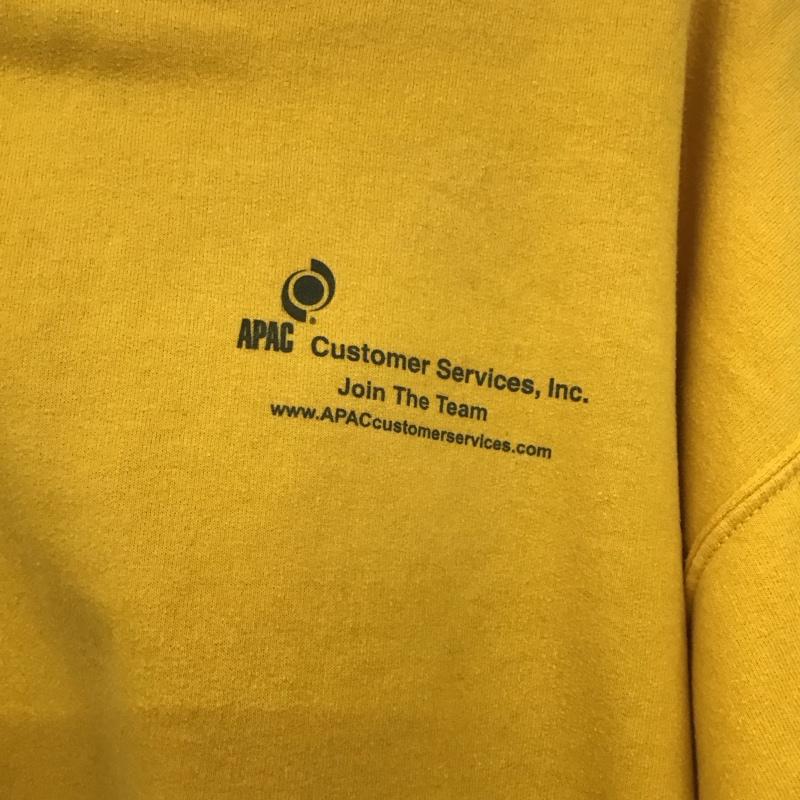 APAC Customer Services, Inc.
Join The Team
www.APACcustomerservices.com